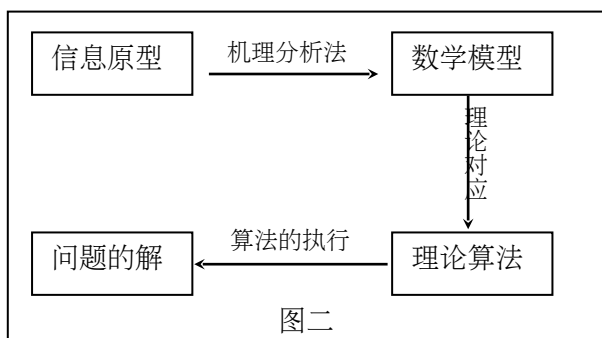 信息原型
机理分析法
数学模型
理论对应
问题的解
算法的执行
理论算法
图二